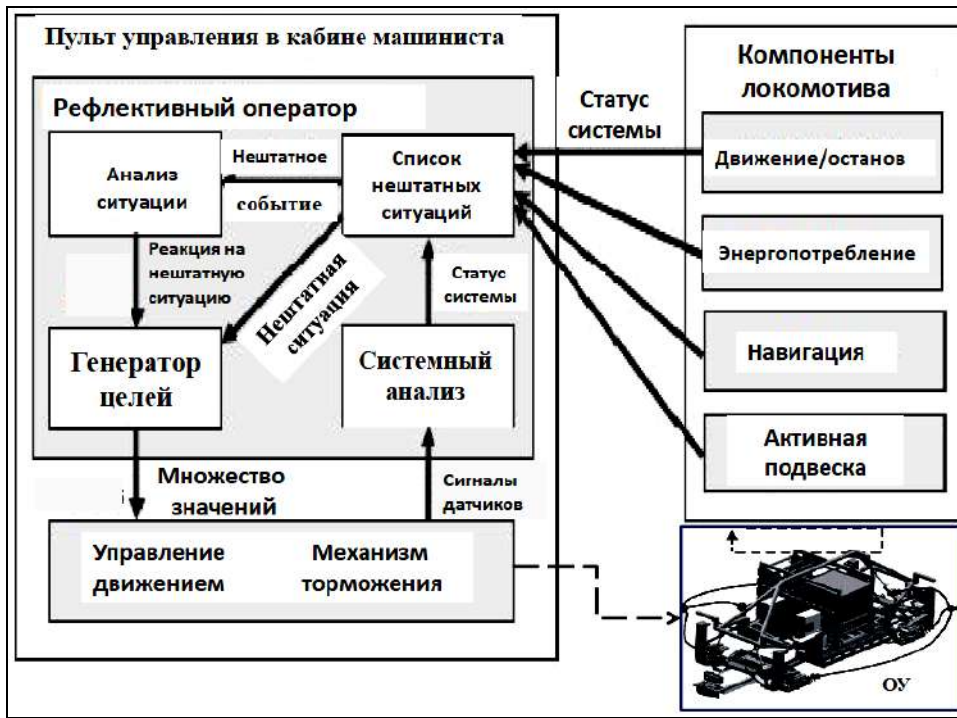 Пульт управления в кабине машиниста
Рефлективный оператор
Анализ
ситуации
Нештатное
событие
Список
нештатных
ситуаций
Реакция на
нештатную
ситуацию
Нештатная
ситуация
Статус
системы
Генератор
целей
Системный
анализ
Множество
значений
Сигналы
датчиков
Управление
движением
Механизм
торможения
Статус
системы
Компоненты
локомотива
Движение/останов
Энергопотребление
Навигация
Активная
подвеска
ОУ